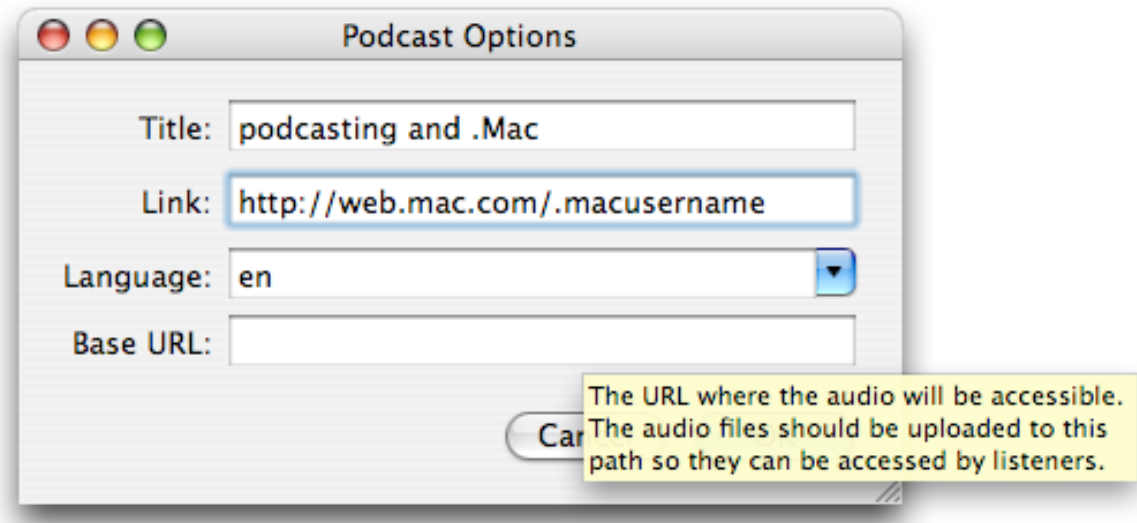 Podcast Options
Title: podcasting and .Mac
Link: http://web.mac.com/.macusername
Language: en
Base URL:
The URL where the audio will be accessible.
The audio files should be uploaded to this
path so they can be accessed by listeners.